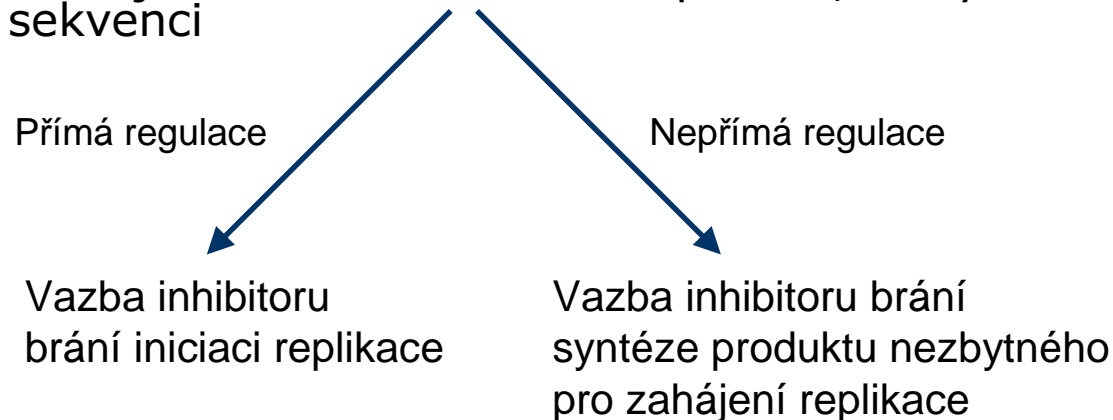 sekvenci
Přímá regulace
Nepřímá regulace
Vazba inhibitoru
brání iniciaci replikace
Vazba inhibitoru brání
syntéze produktu nezbytného
pro zahájení replikace